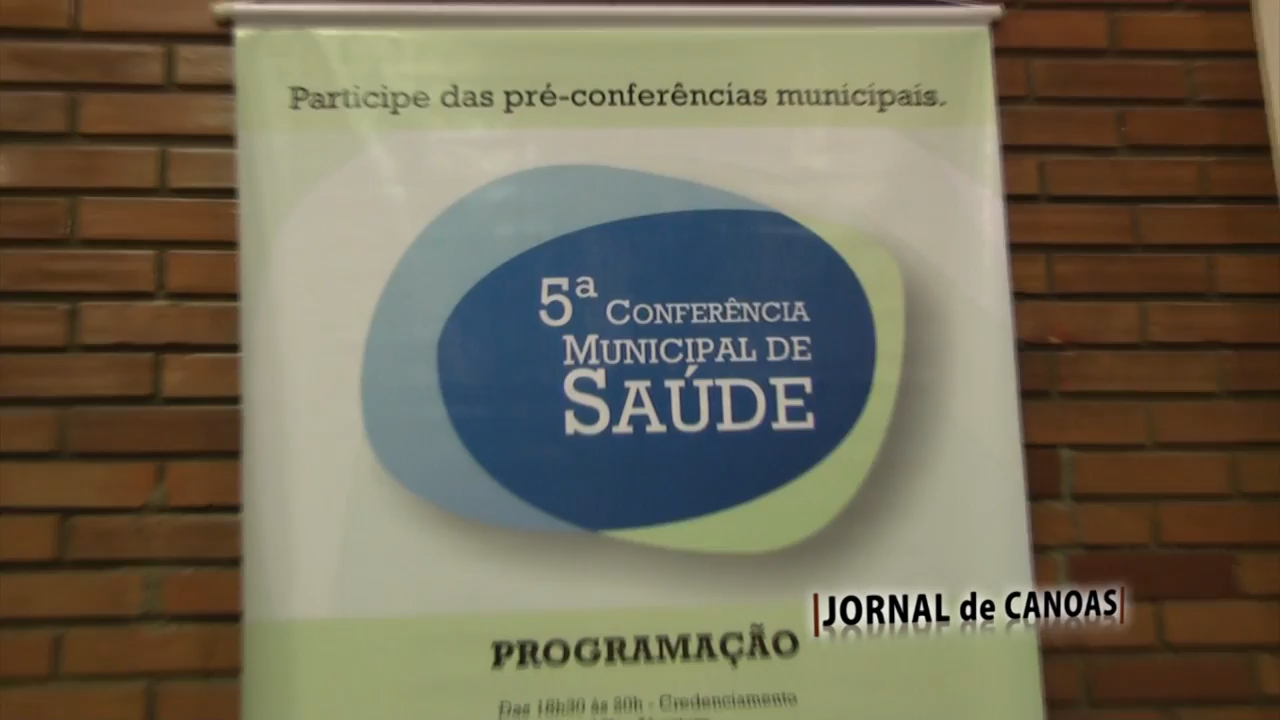 Participe das pré-conferências municipais.
5ª CONFERÊNCIA
MUNICIPAL DE
SAÚDE
JORNAL de CANOAS
PROGRAMAÇÃO
Das 18h30 às 20h - Credenciamento